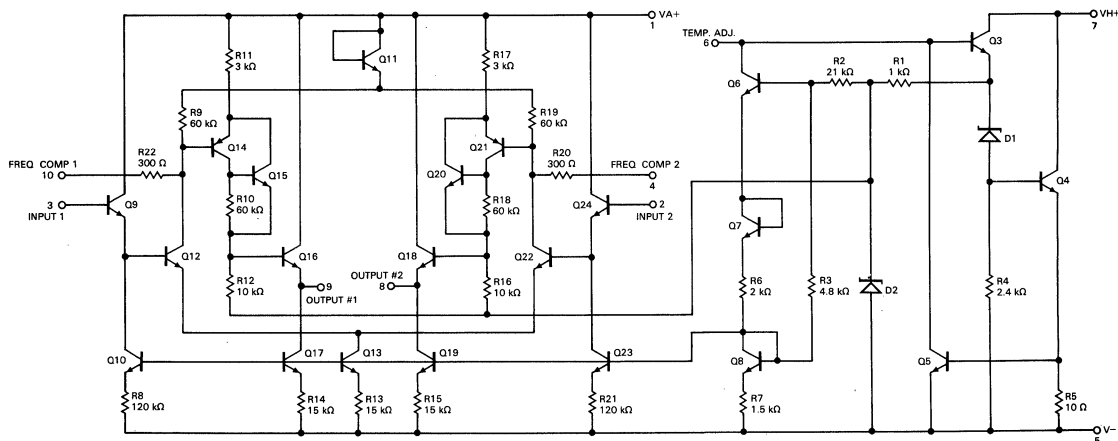 VA+
1
VH+
7
TEMP. ADJ.
6
Q3
R11
3 kΩ
Q11
R17
3 kΩ
Q6
R2
21 kΩ
R1
1 kΩ
R9
60 kΩ
R19
60 kΩ
Q14
Q21
D1
R22
300 Ω
R20
300 Ω
FREQ COMP 1
10
FREQ COMP 2
4
Q15
Q20
Q4
R10
60 kΩ
R18
60 kΩ
3
INPUT 1
Q9
Q24
2
INPUT 2
Q7
Q12
Q16
Q18
Q22
R12
10 kΩ
9
OUTPUT #1
OUTPUT #2
8
R16
10 kΩ
R6
2 kΩ
R3
4.8 kΩ
D2
R4
2.4 kΩ
Q10
Q17
Q13
Q19
Q23
Q8
Q5
R8
120 kΩ
R14
15 kΩ
R13
15 kΩ
R15
15 kΩ
R21
120 kΩ
R7
1.5 kΩ
R5
10 Ω
V−